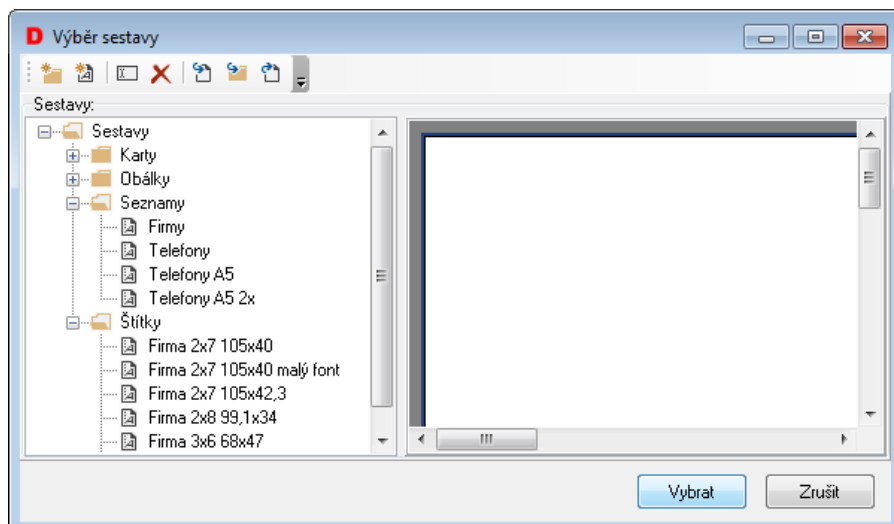 D Výběr sestavy
Sestavy:
Sestavy
Karty
Obálky
Seznamy
Firmy
Telefony
Telefony A5
Telefony A5 2x
Štítky
Firma 2x7 105x40
Firma 2x7 105x40 malý font
Firma 2x7 105x42,3
Firma 2x8 99,1x34
Firma 3x6 68x47
Vybrat
Zrušit